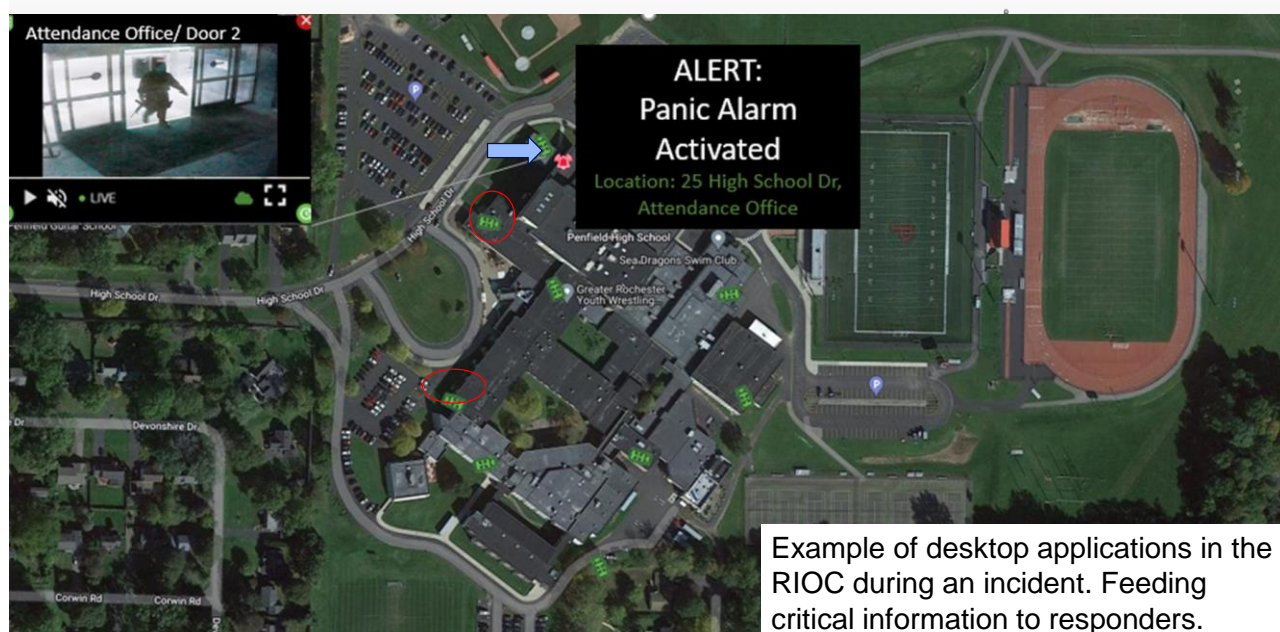 Attendance Office/ Door 2
LIVE
ALERT:
Panic Alarm
Activated
Location: 25 High School Dr,
Attendance Office
P
High School Dr
Penfield High School
Sea Dragons Swim Club
Greater Rochester
Youth Wrestling...
High School Dr
High School Dr
P
Devonshire Dr
Corwin Rd
Corwin Rd
Example of desktop applications in the
RIOC during an incident. Feeding
critical information to responders.